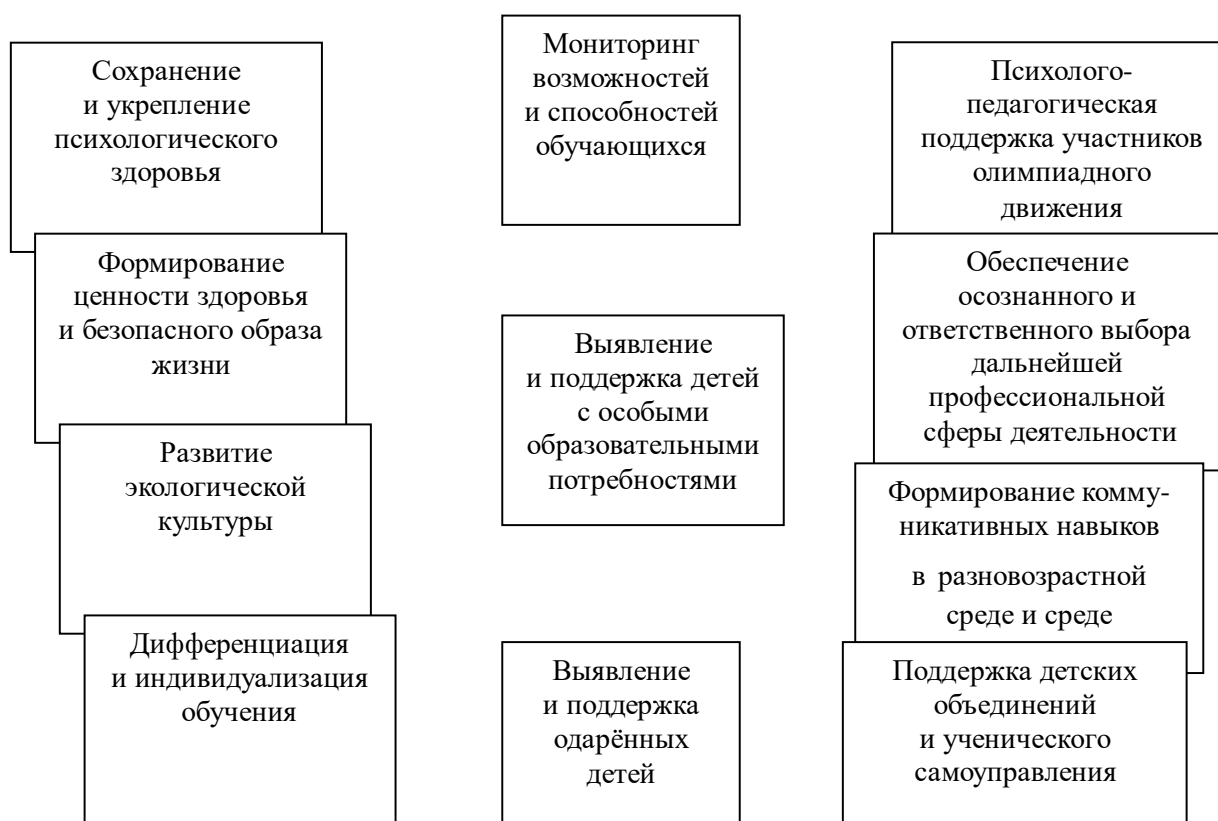 Сохранение
и укрепление
психологического
здоровья
Формирование
ценности здоровья
и безопасного образа
жизни
Развитие
экологической
культуры
Дифференциация
и индивидуализация
обучения
Мониторинг
возможностей
и способностей
обучающихся
Выявление
и поддержка детей
с особыми
образовательными
потребностями
Выявление
и поддержка
одарённых
детей
Психолого-
педагогическая
поддержка участников
олимпиадного
движения
Обеспечение
осознанного и
ответственного выбора
дальнейшей
профессиональной
сферы деятельности
Формирование комму-
никативных навыков
в разновозрастной
среде и среде
Поддержка детских
объединений
и ученического
самоуправления